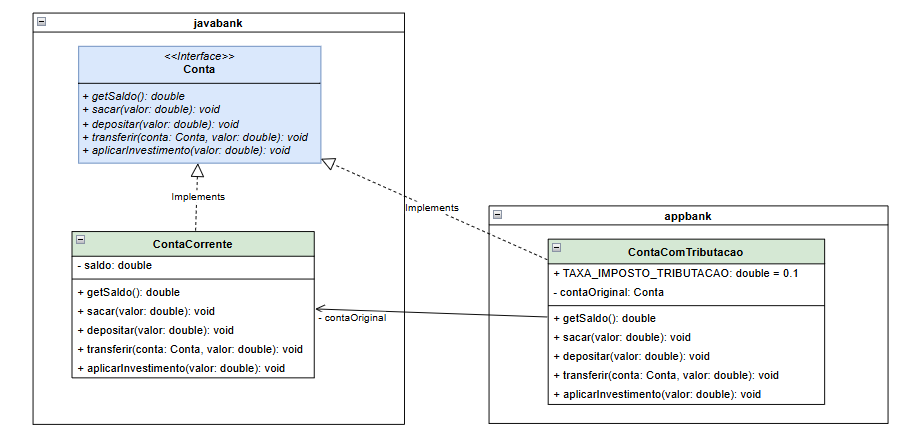 javabank
<<Interface>>
Conta
+ getSaldo(): double
+ sacar(valor: double): void
+ depositar(valor: double): void
+ transferir(conta: Conta, valor: double): void
+ aplicarInvestimento(valor: double): void
Implements
ContaCorrente
- saldo: double
+ getSaldo(): double
+ sacar(valor: double): void
+ depositar(valor: double): void
+ transferir(conta: Conta, valor: double): void
+ aplicarInvestimento(valor: double): void
Implements
- contaOriginal
appbank
ContaComTributacao
+ TAXA_IMPOSTO_TRIBUTACAO: double = 0.1
- contaOriginal: Conta
+ getSaldo(): double
+ sacar(valor: double): void
+ depositar(valor: double): void
+ transferir(conta: Conta, valor: double): void
+ aplicarInvestimento(valor: double): void